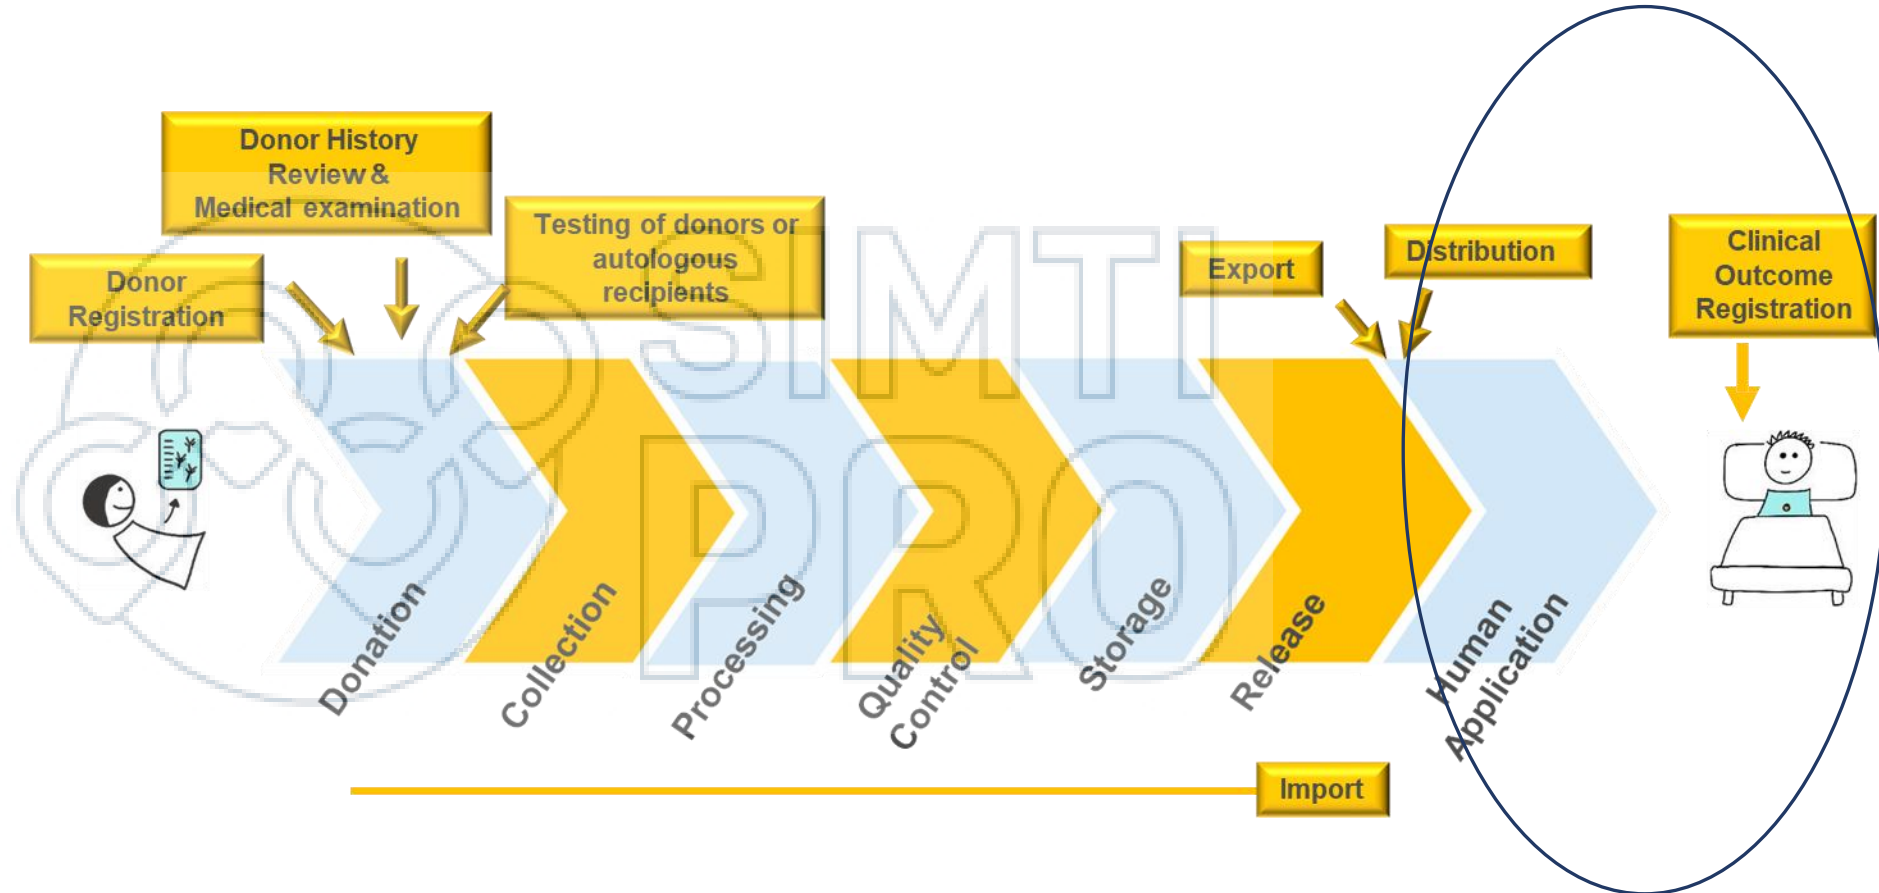 Donor History
Review &
Medical examination
Testing of donors or
autologous
recipients
Donor
Registration
Export
Distribution
Clinical
Outcome
Registration
SIMTI
PRO
Donation
Collection
Processing
Quality
Control
Storage
Release
Human
Application
Import